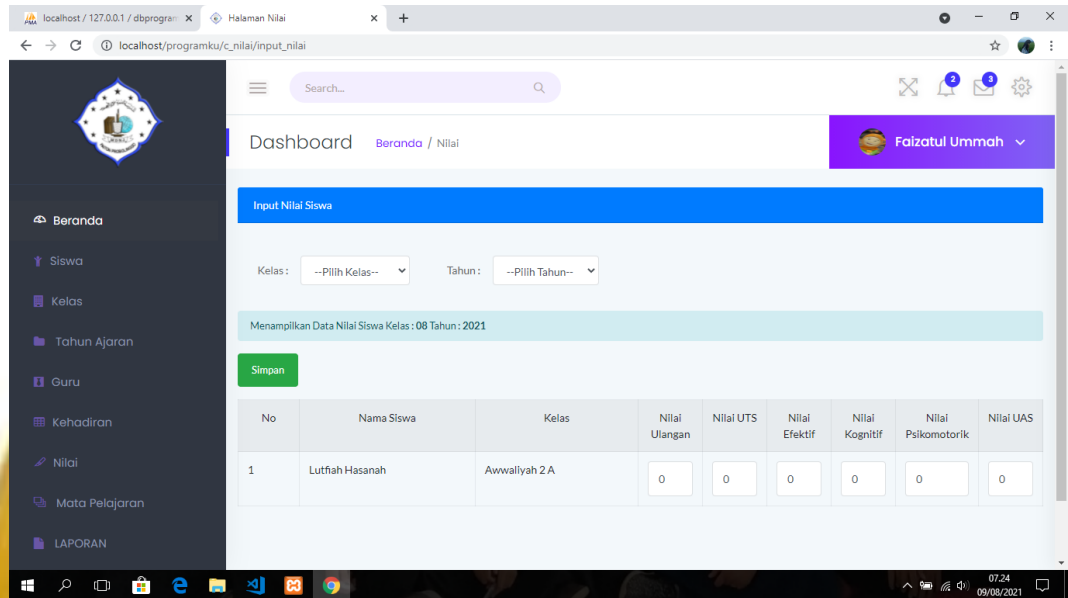 localhost / 127.0.0.1 / dbprogram
Halaman Nilai
localhost/programku/c_nilai/input_nilai
Search...
2
3
Dashboard
Beranda / Nilai
Faizatul Ummah
Beranda
Siswa
Kelas
Tahun Ajaran
Guru
Kehadiran
Nilai
Mata Pelajaran
LAPORAN
Input Nilai Siswa
Kelas :
--Pilih Kelas--
Tahun :
--Pilih Tahun--
Menampilkan Data Nilai Siswa Kelas : 08 Tahun : 2021
Simpan
No
Nama Siswa
Kelas
Nilai
Ulangan
Nilai UTS
Nilai
Efektif
Nilai
Kognitif
Nilai
Psikomotorik
Nilai UAS
1
Lutfiah Hasanah
Awwaliyah 2 A
0
0
0
0
0
0
07.24
09/08/2021